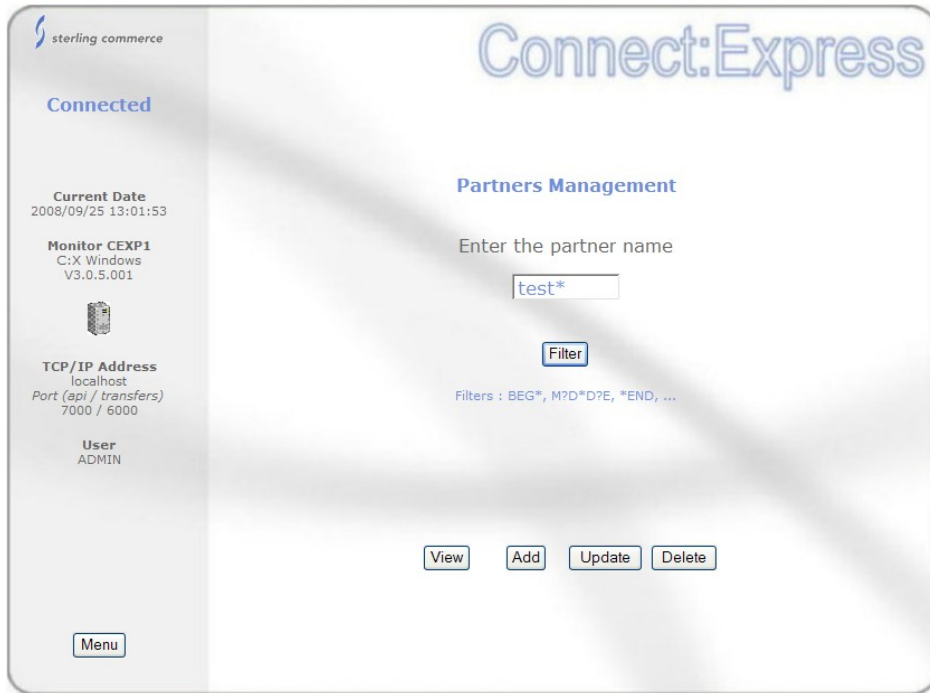 sterling commerce
Connect:Express
Connected
Current Date
2008/09/25 13:01:53
Monitor CEXP1
C:X Windows
V3.0.5.001
TCP/IP Address
localhost
Port (api / transfers)
7000 / 6000
User
ADMIN
Menu
Partners Management
Enter the partner name
test*
Filter
Filters : BEG*, M?D*D?E, *END, ...
View Add Update Delete